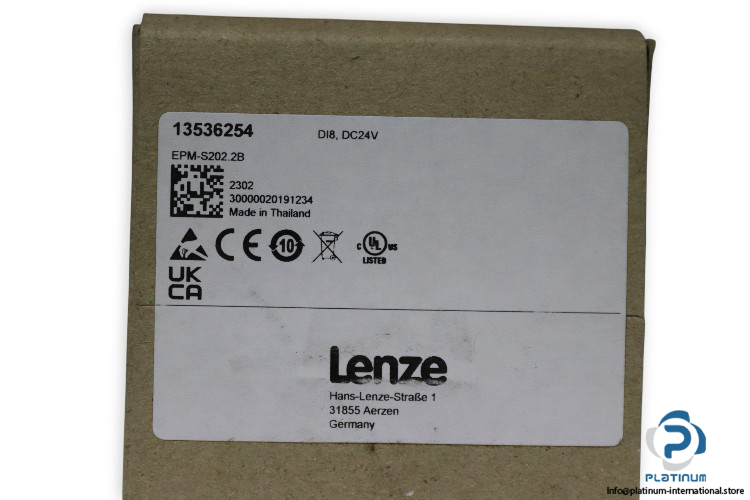 13536254
DI8, DC24V
EPM-S202.2B
2302
30000020191234
Made in Thailand
CE
10
C UL US
LISTED
UK
CA
Lenze
Hans-Lenze-Straße 1
31855 Aerzen
Germany
PLATINUM
info@platinum-international.store